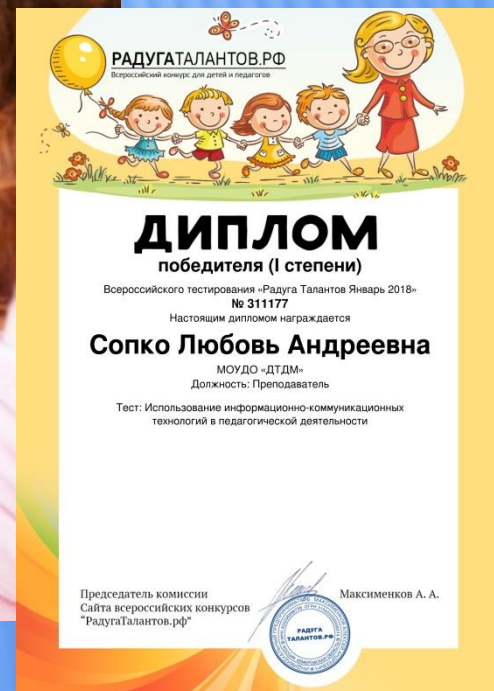 РАДУГАТАЛАНТОВ.РФ
Всероссийский конкурс для детей и педагогов
ДИПЛОМ
победителя (I степени)
Всероссийского тестирования «Радуга Талантов Январь 2018»
№ 311177
Настоящим дипломом награждается
Сопко Любовь Андреевна
МОУДО «ДТДМ»
Должность: Преподаватель
Тест: Использование информационно-коммуникационных
технологий в педагогической деятельности
Председатель комиссии
Сайта всероссийских конкурсов
“РадугаТалантов.рф”
Максименков А. А.
РАДУГА
ТАЛАНТОВ.РФ